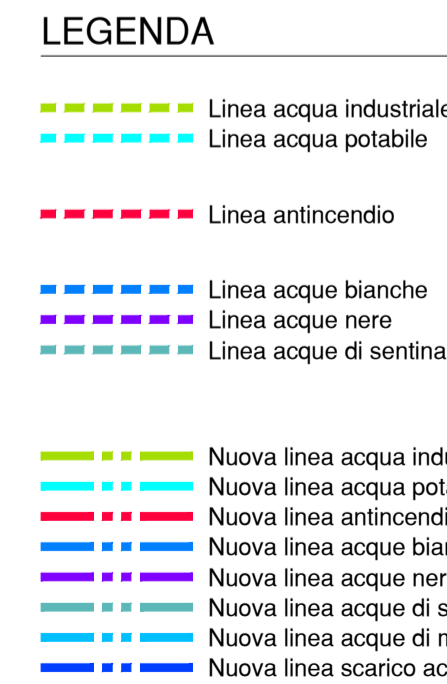 LEGENDA
Linea acqua industriale
Linea acqua potabile
Linea antincendio
Linea acque bianche
Linea acque nere
Linea acque di sentina
Nuova linea acqua
Nuova linea acqua
Nuova linea
Nuova linea acque
Nuova linea acque
Nuova linea acque di
Nuova linea acque di
Nuova linea scarico